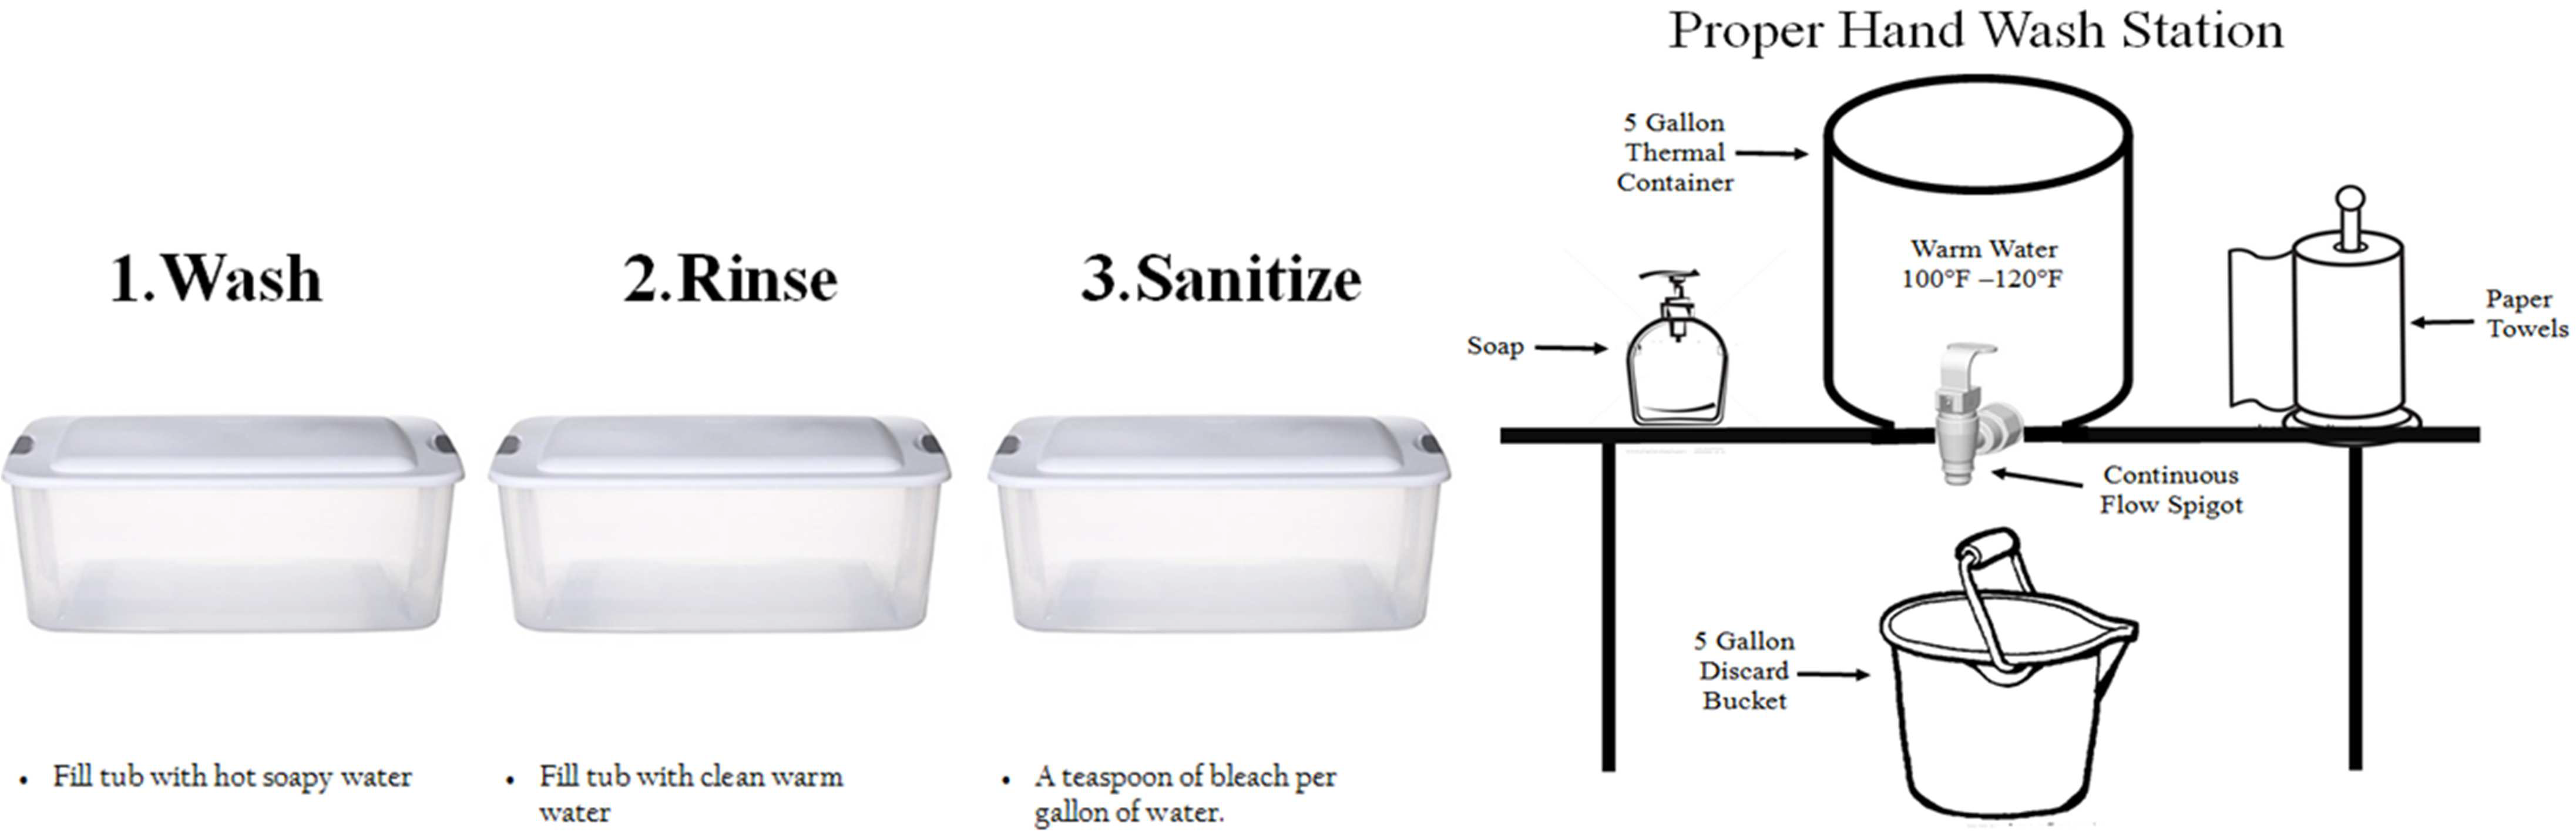 1.Wash
2.Rinse
3.Sanitize
• Fill tub with hot soapy water
• Fill tub with clean warm
water
• A teaspoon of bleach per
gallon of water.
Proper Hand Wash Station
5 Gallon
Thermal
Container
Warm Water
100°F –120°F
Soap
Paper
Towels
Continuous
Flow Spigot
5 Gallon
Discard
Bucket